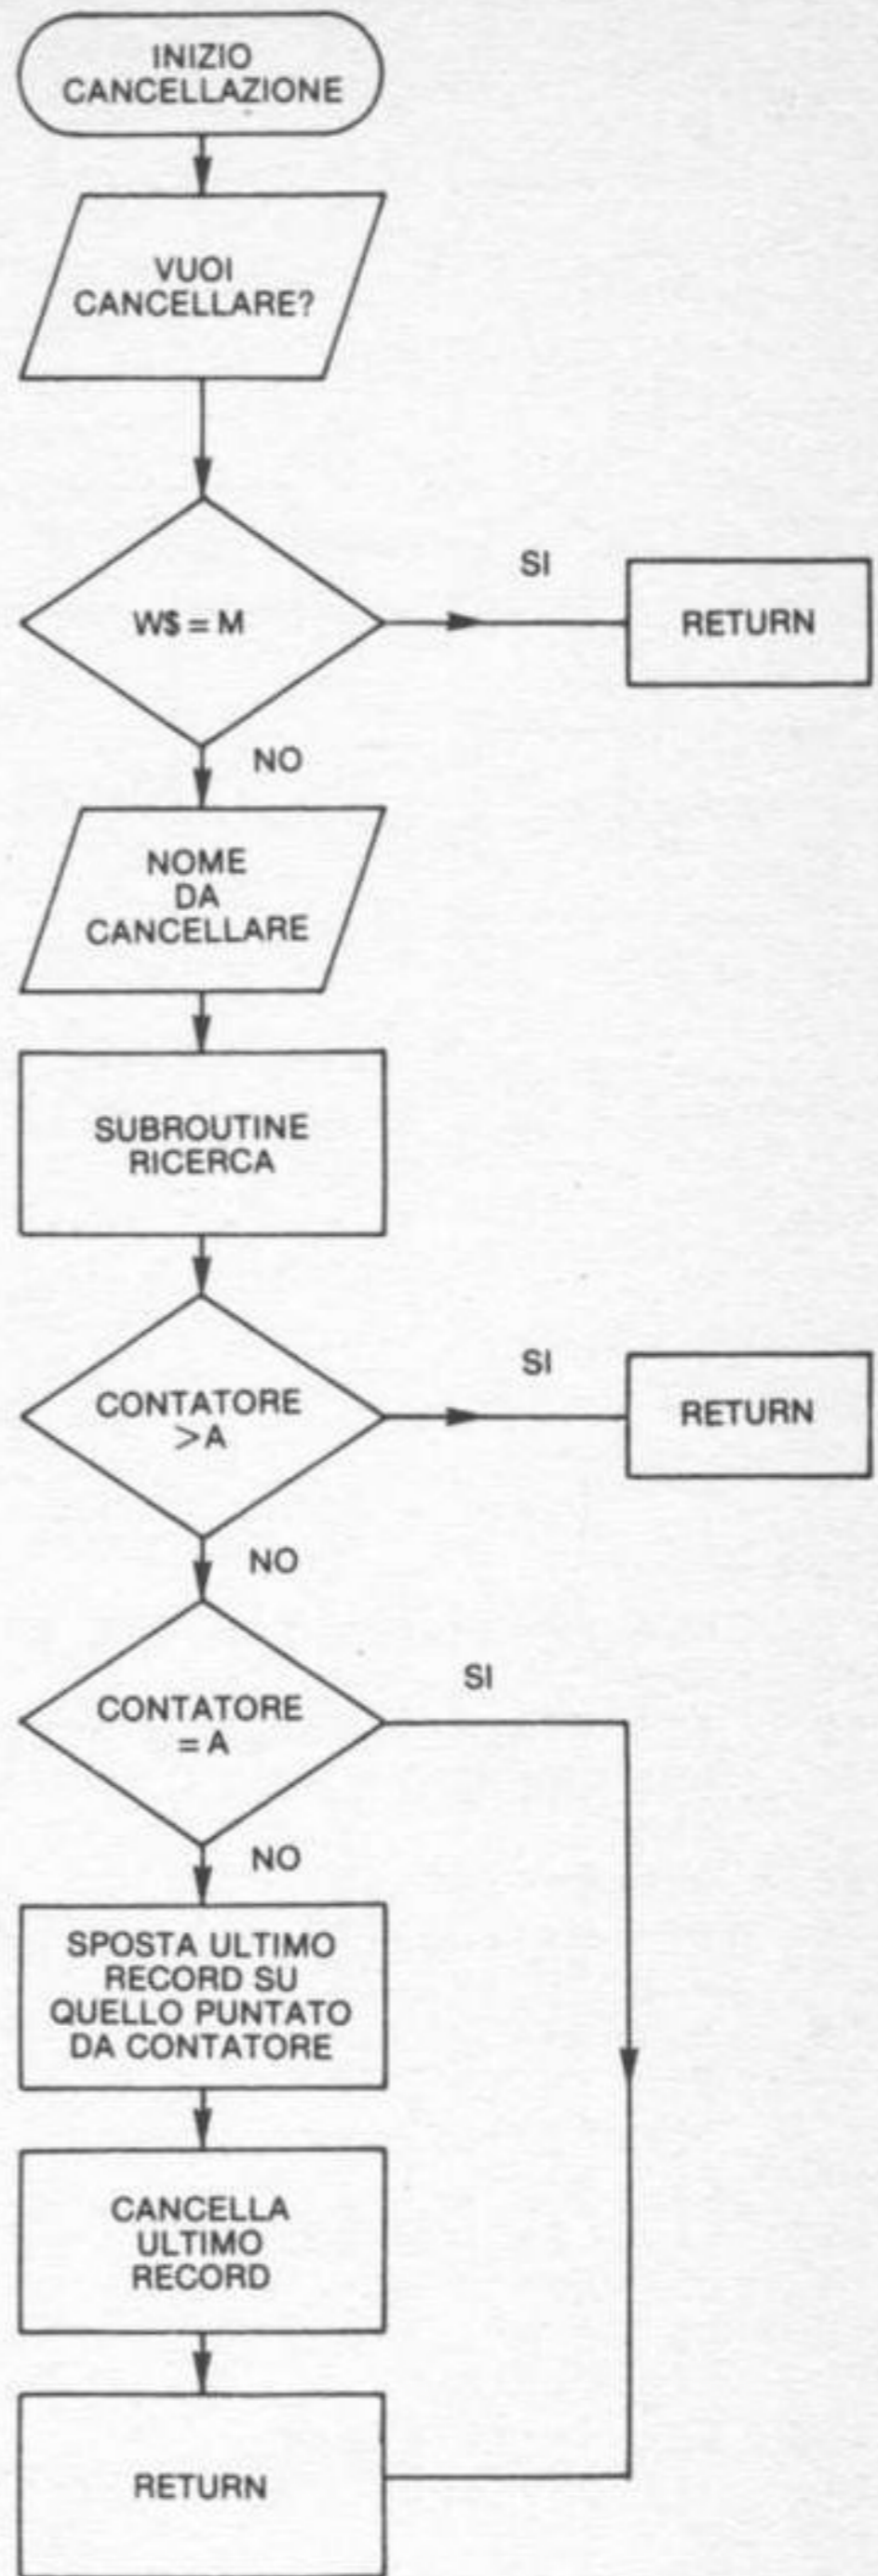 INIZIO
CANCELLAZIONE
VUOI
CANCELLARE?
W$ = M
SI
RETURN
NO
NOME
DA
CANCELLARE
SUBROUTINE
RICERCA
CONTATORE
>A
SI
RETURN
NO
CONTATORE
= A
SI
NO
SPOSTA ULTIMO
RECORD SU
QUELLO PUNTATO
DA CONTATORE
CANCELLA
ULTIMO
RECORD
RETURN